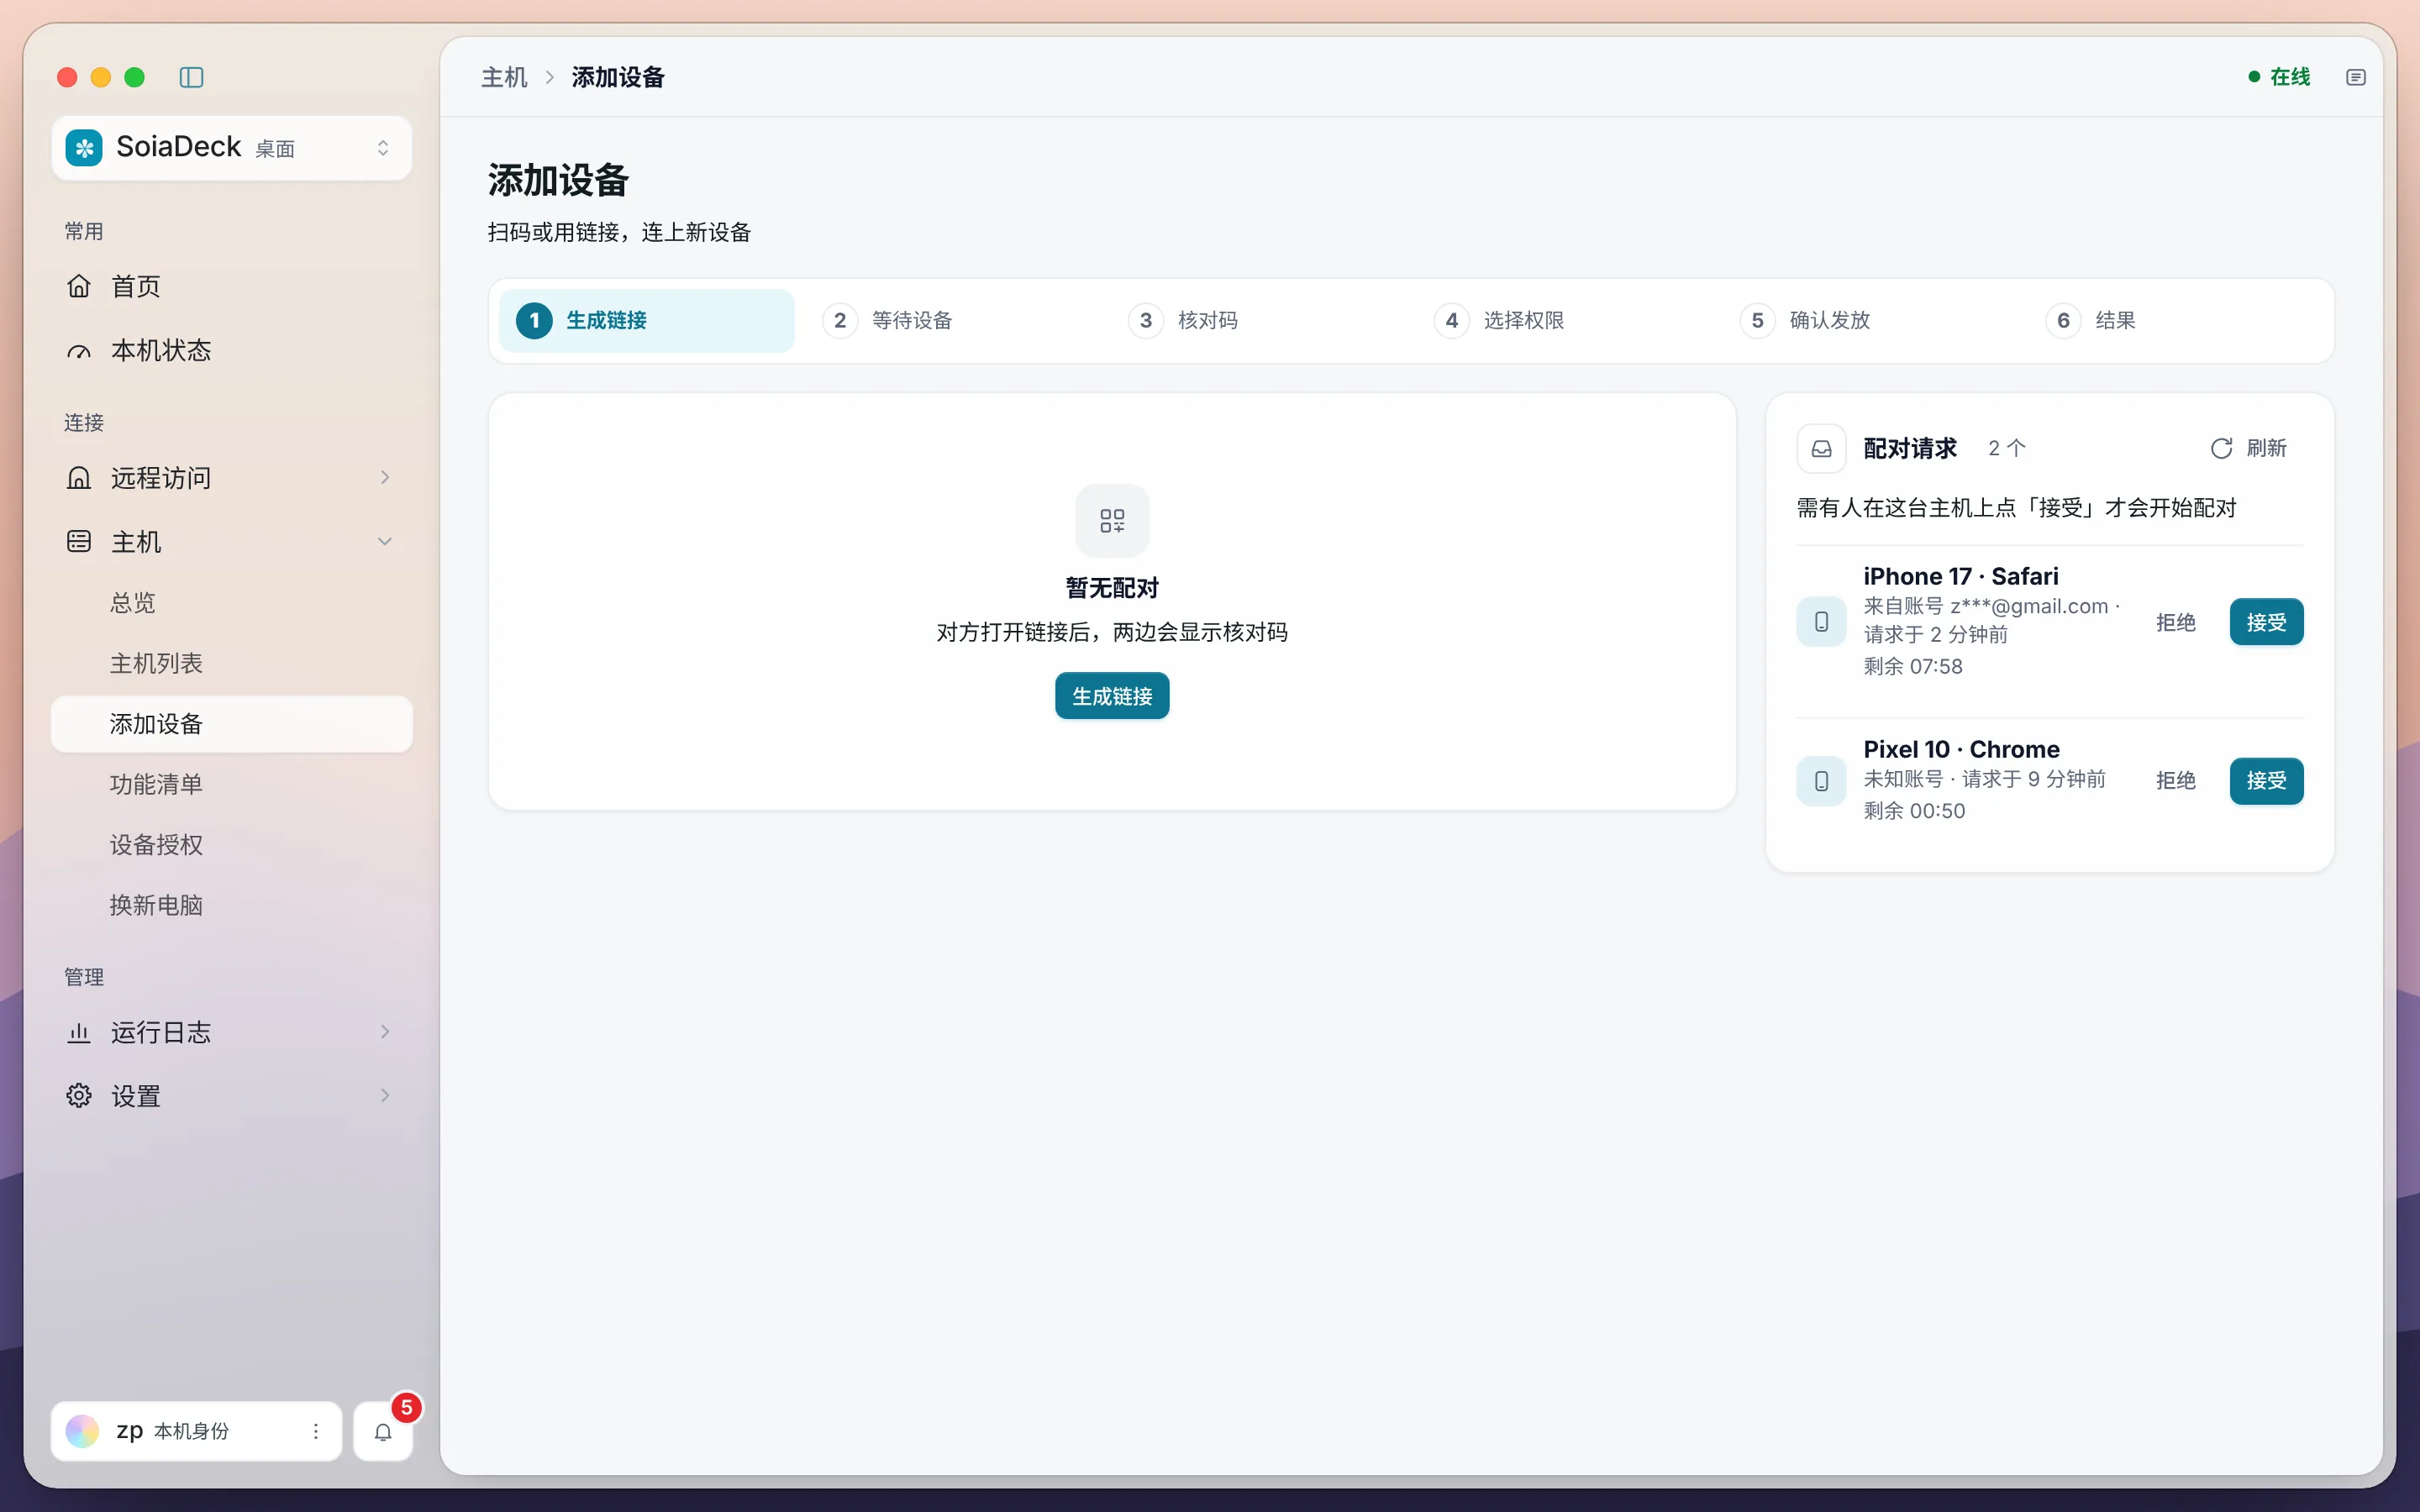 主机 > 添加设备
在线
SoiaDeck 桌面
常用
首页
本机状态
连接
远程访问
主机
总览
主机列表
添加设备
功能清单
设备授权
换新电脑
管理
运行日志
设置
zp 本机身份
5
添加设备
扫码或用链接，连上新设备
1 生成链接
2 等待设备
3 核对码
4 选择权限
5 确认发放
6 结果
暂无配对
对方打开链接后，两边会显示核对码
生成链接
配对请求 2 个
刷新
需有人在这台主机上点「接受」才会开始配对
iPhone 17 · Safari
来自账号 z***@gmail.com ·
请求于 2 分钟前
剩余 07:58
拒绝
接受
Pixel 10 · Chrome
未知账号 · 请求于 9 分钟前
剩余 00:50
拒绝
接受